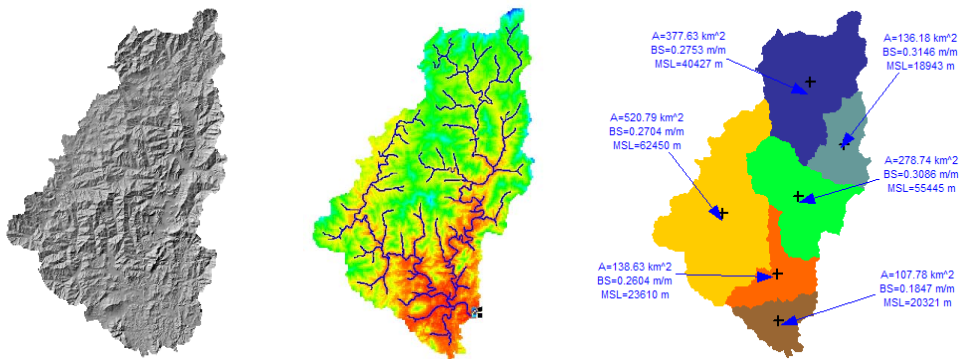 A=377.63 km^2
BS=0.2753 m/m
MSL=40427 m
A=136.18 km^2
BS=0.3146 m/m
MSL=18943 m
A=520.79 km^2
BS=0.2704 m/m
MSL=62450 m
A=278.74 km^2
BS=0.3086 m/m
MSL=55445 m
A=138.63 km^2
BS=0.2604 m/m
MSL=23610 m
A=107.78 km^2
BS=0.1847 m/m
MSL=20321 m